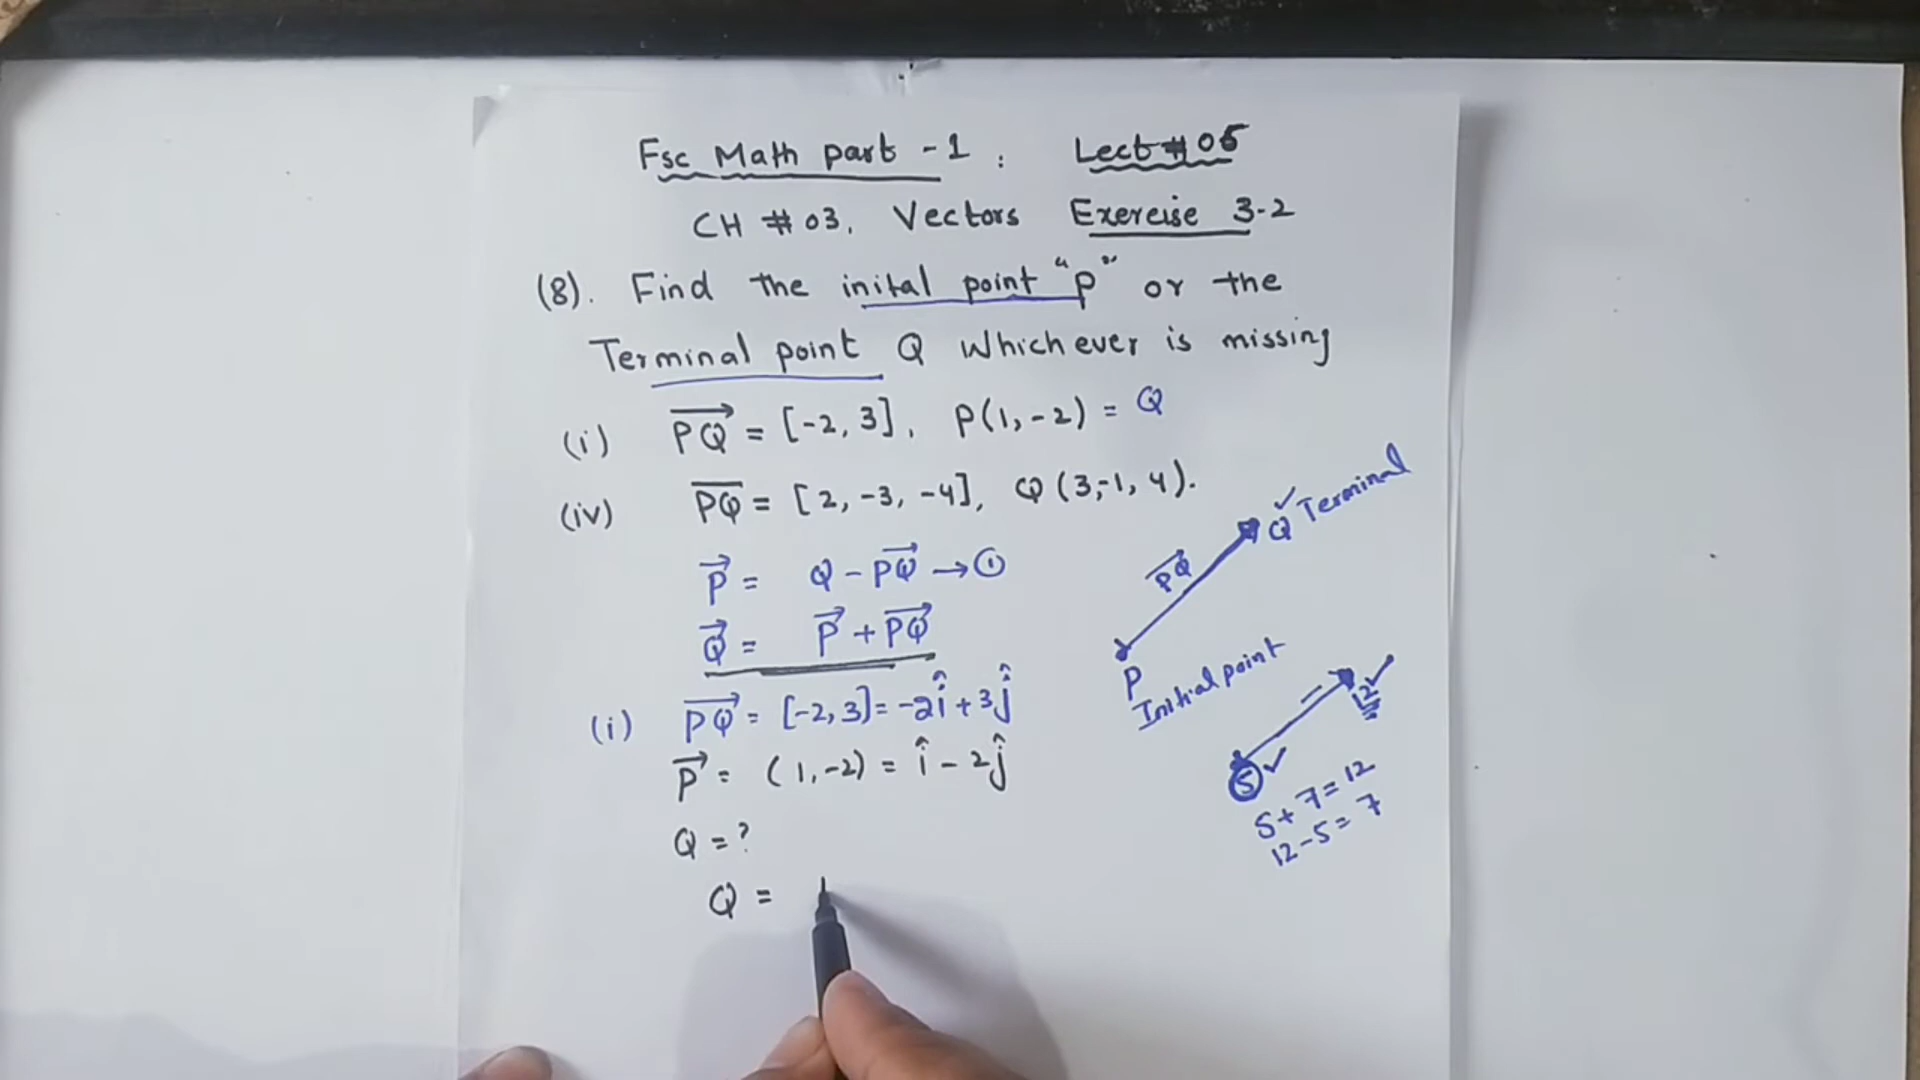 Fsc Math part -1 : Lect # 05
CH # 03, Vectors Exercise 3-2
(8). Find the inital point "P" or the
Terminal point Q Whichever is missing
(i) PQ = [-2, 3], P(1, -2) = Q
(iv) PQ = [2, -3, -4], Q (3,-1, 4).
P = Q - PQ → ①
Q = P + PQ
(i) PQ = [-2, 3] = -2î + 3ĵ
P = (1, -2) = î - 2ĵ
Q = ?
Q =
Q Terminal
PQ
P
Initial point
12
5
5 + 7 = 12
12 - 5 = 7